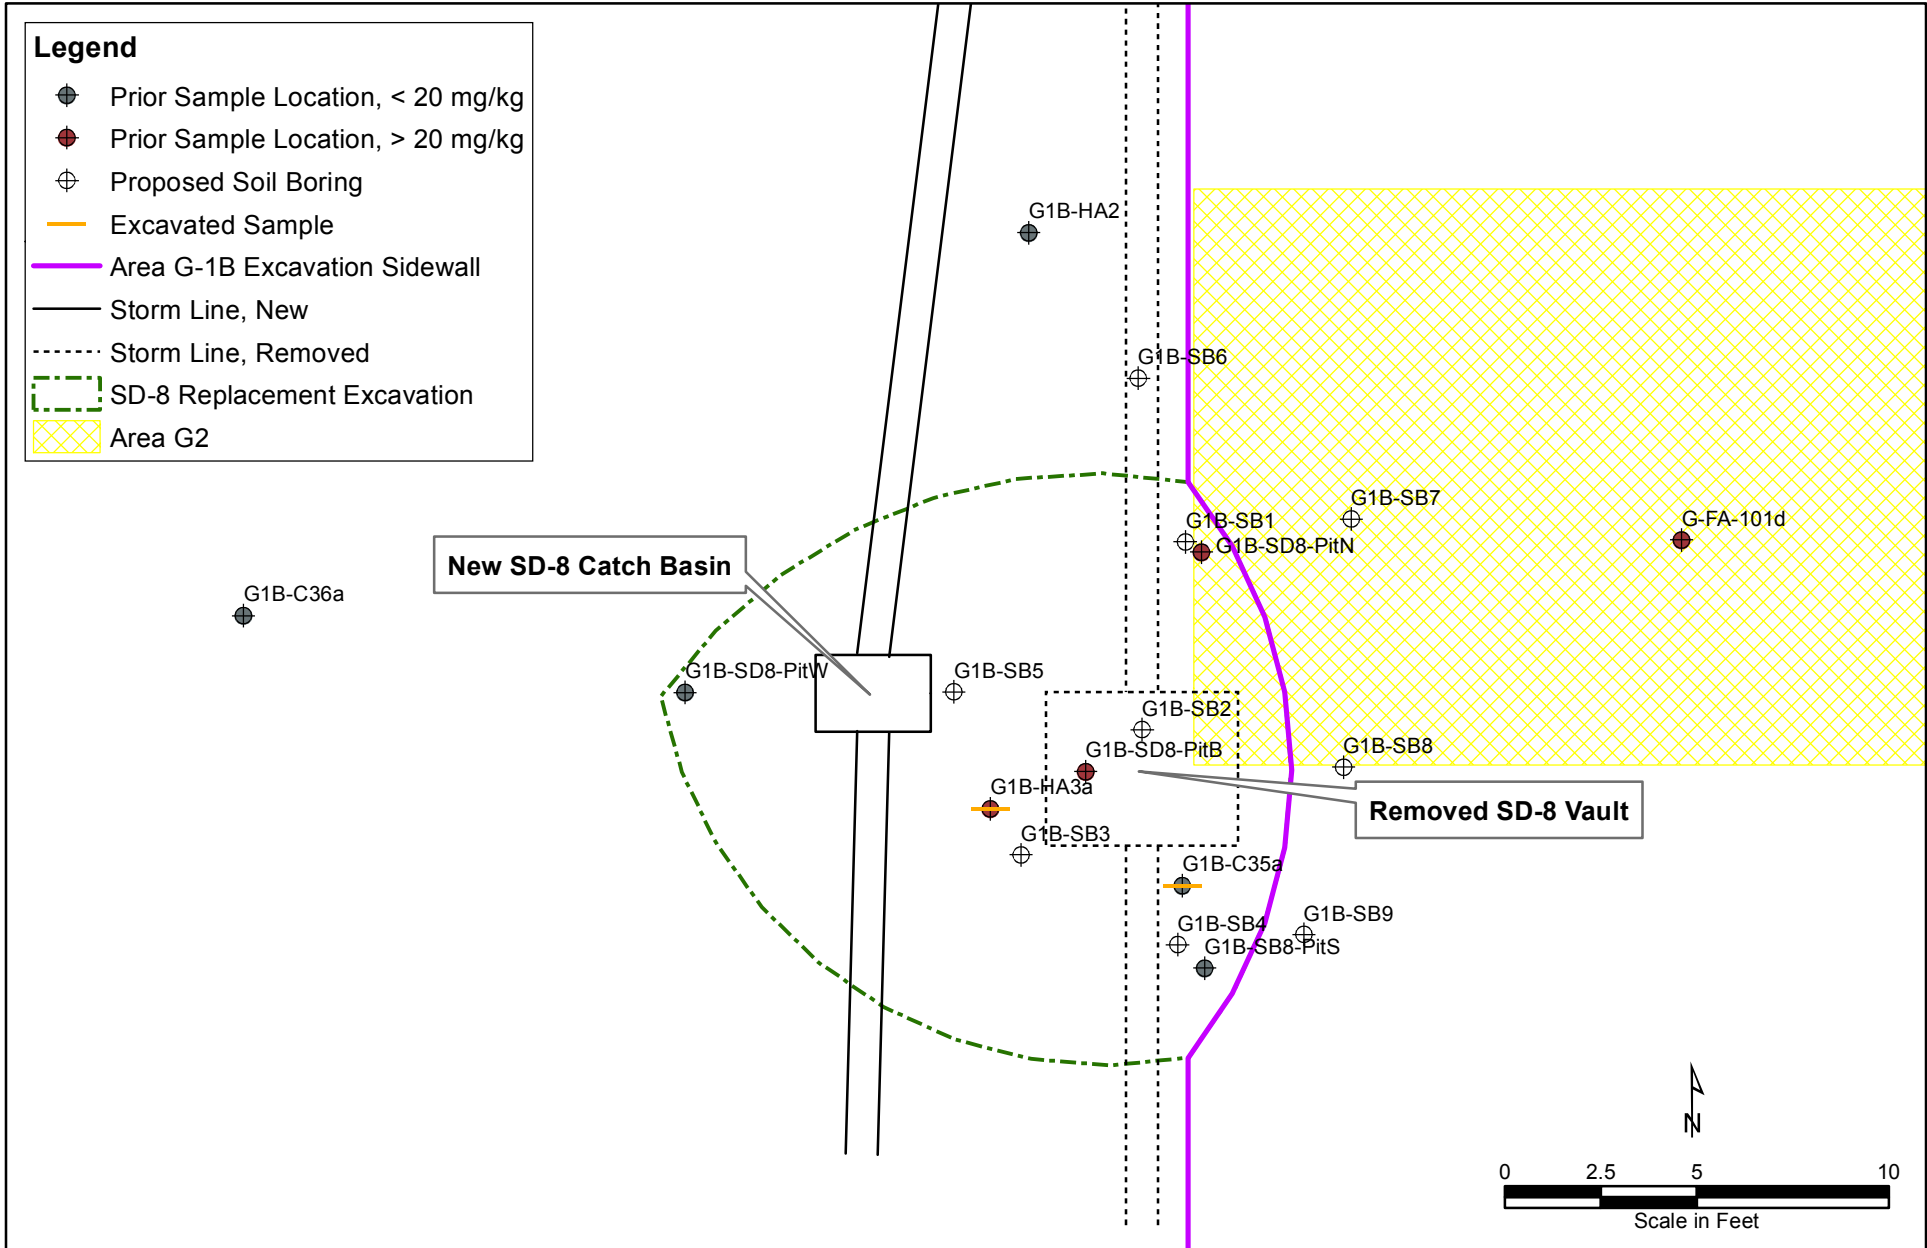 Legend
Prior Sample Location, < 20 mg/kg
Prior Sample Location, > 20 mg/kg
Proposed Soil Boring
Excavated Sample
Area G-1B Excavation Sidewall
Storm Line, New
Storm Line, Removed
SD-8 Replacement Excavation
Area G2
G1B-HA2
G1B-SB6
G1B-SB7
G1B-SB1
G-FA-101d
G1B-SD8-PitN
New SD-8 Catch Basin
G1B-C36a
G1B-SD8-PitW
G1B-SB5
G1B-SB2
G1B-SD8-PitB
G1B-SB8
G1B-HA3a
Removed SD-8 Vault
G1B-SB3
G1B-C35a
G1B-SB9
G1B-SB4
G1B-SB8-PitS
N
0 2.5 5 10
Scale in Feet